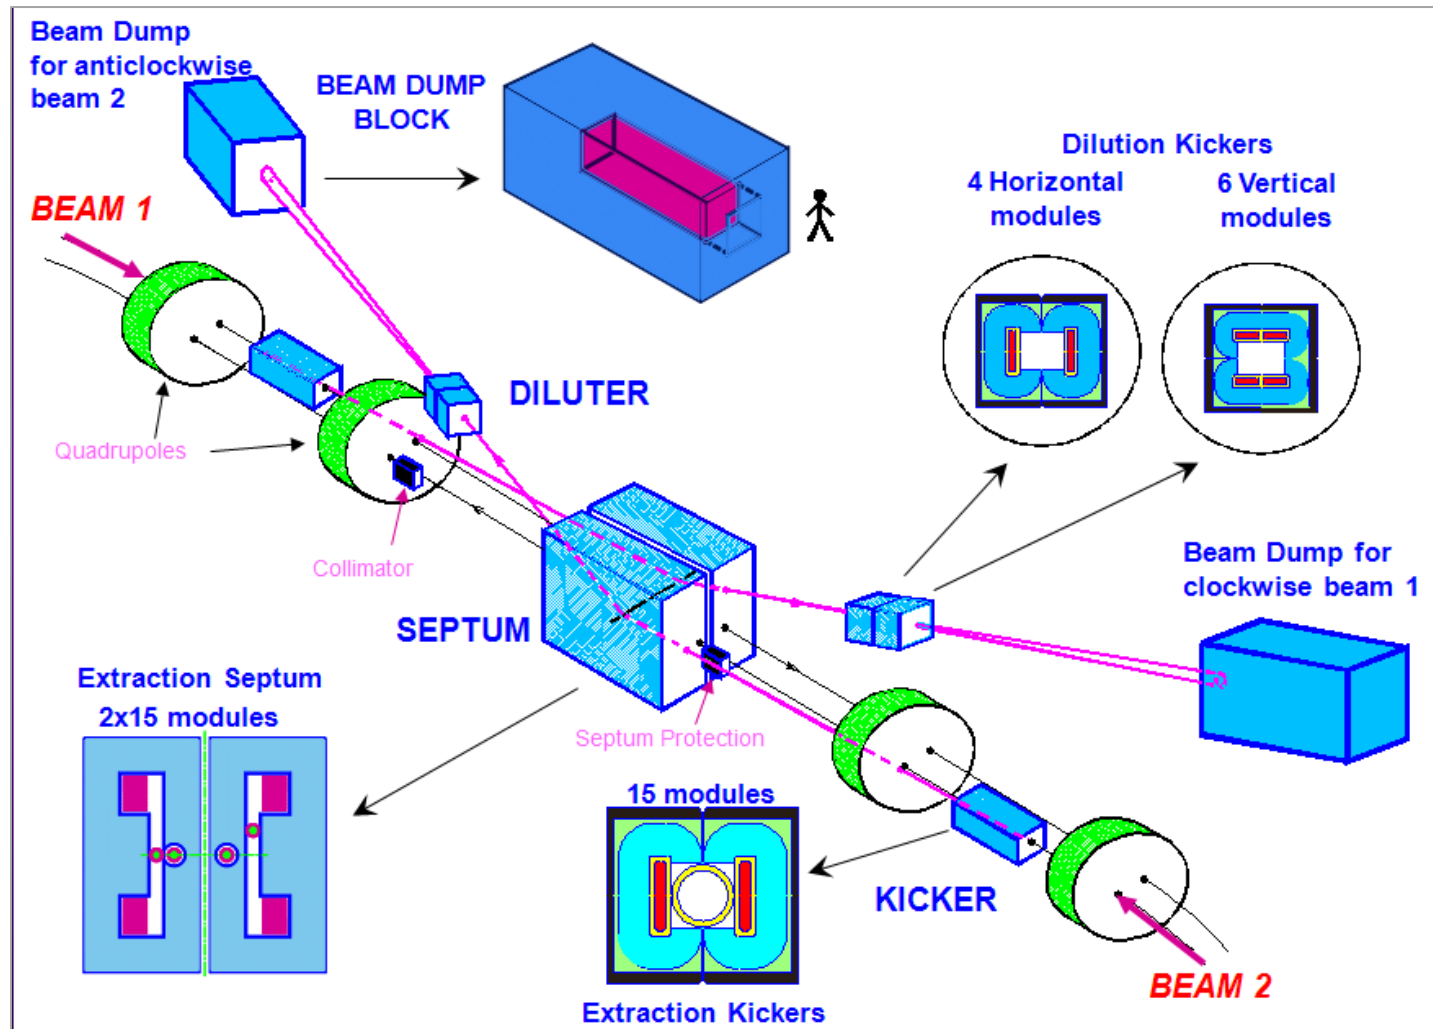 Beam Dump
for anticlockwise
beam 2
BEAM DUMP
BLOCK
Dilution Kickers
4 Horizontal
modules
6 Vertical
modules
BEAM 1
DILUTER
Quadrupoles
Collimator
SEPTUM
Beam Dump for
clockwise beam 1
Extraction Septum
2x15 modules
Septum Protection
15 modules
KICKER
BEAM 2
Extraction Kickers